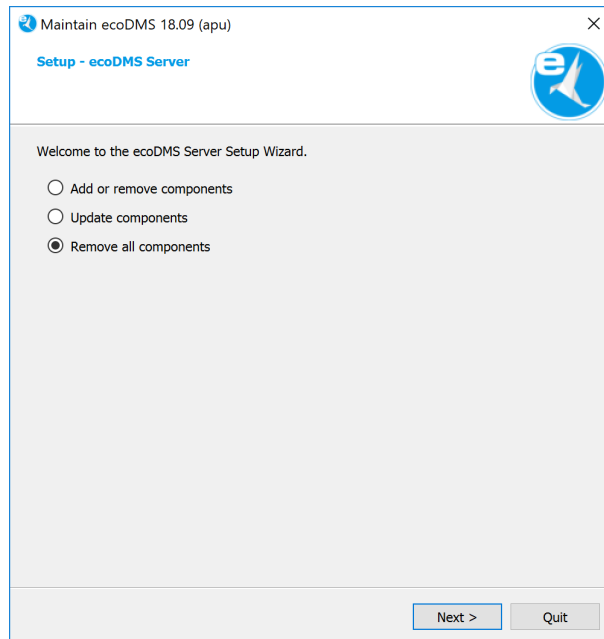 Maintain ecoDMS 18.09 (apu)
Setup - ecoDMS Server
e
Welcome to the ecoDMS Server Setup Wizard.
Add or remove components
Update components
Remove all components
Next >
Quit